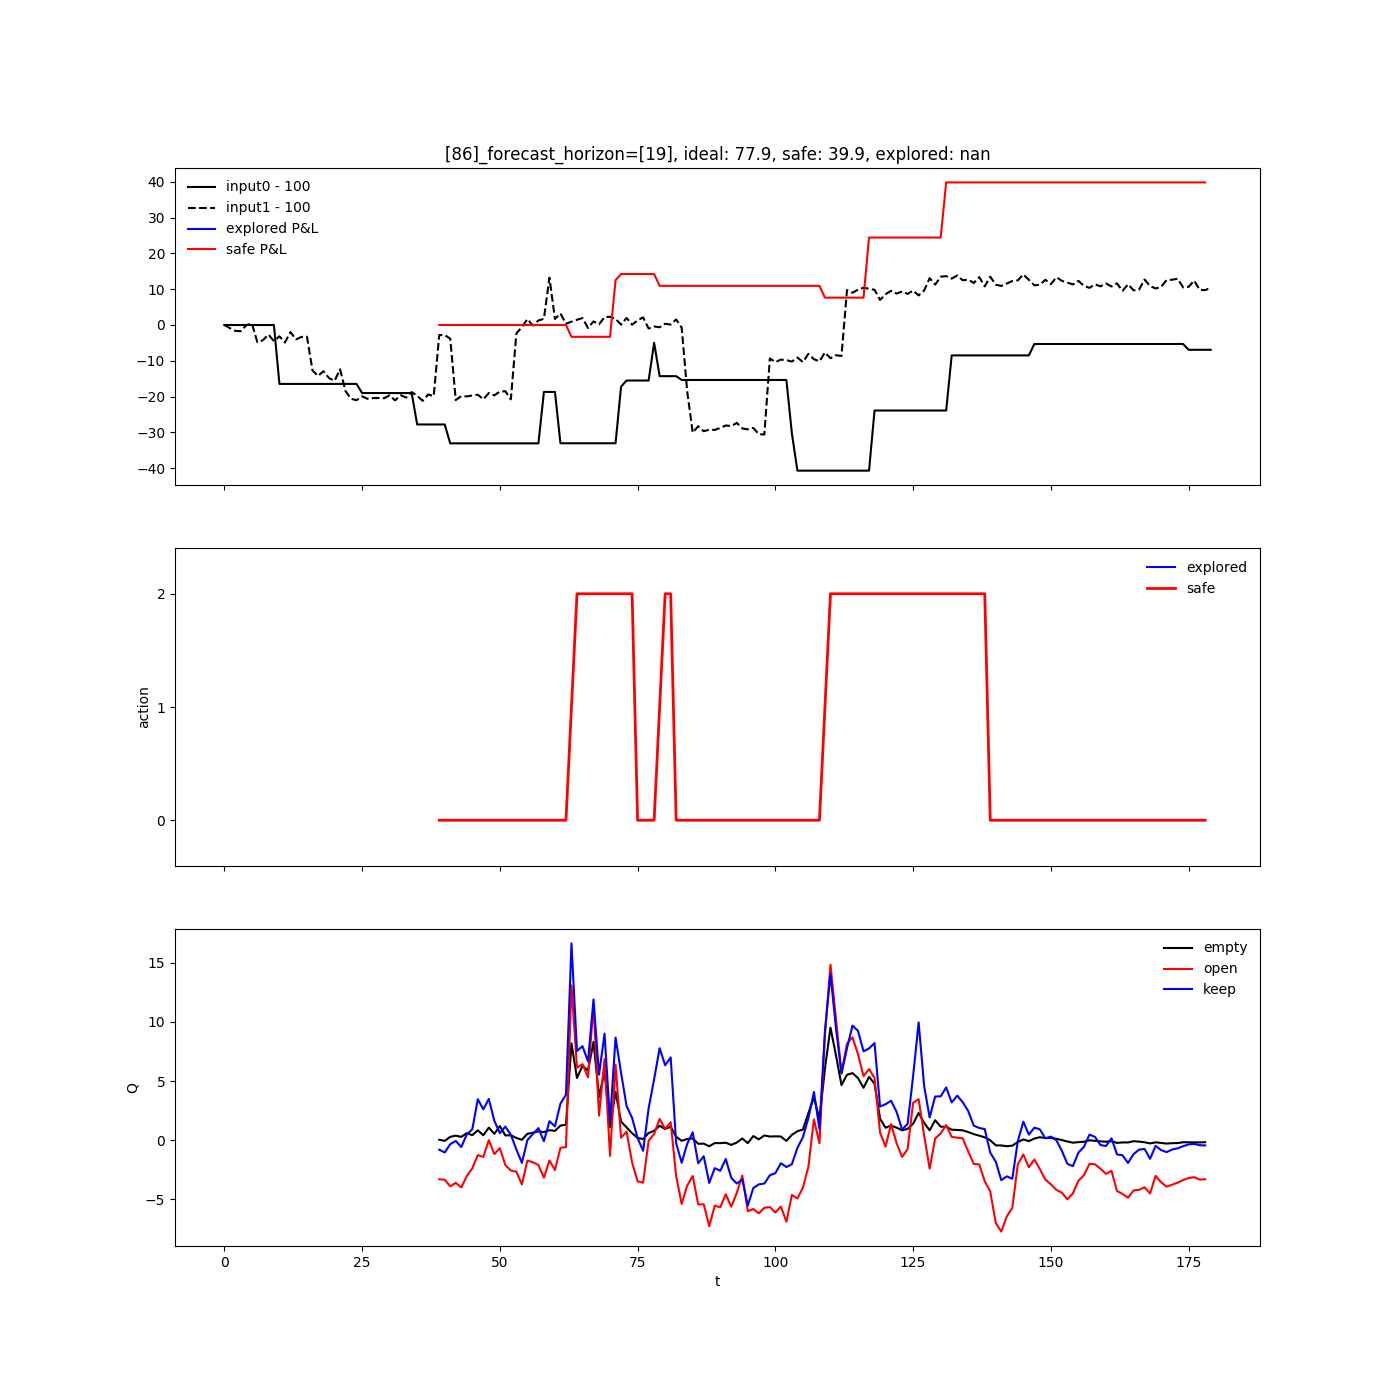 [86]_forecast_horizon=[19], ideal: 77.9, safe: 39.9, explored: nan
input0 - 100
input1 - 100
explored P&L
safe P&L
40
30
20
10
0
−10
−20
−30
−40
explored
safe
2
1
0
action
empty
open
keep
15
10
5
0
−5
Q
0 25 50 75 100 125 150 175
t